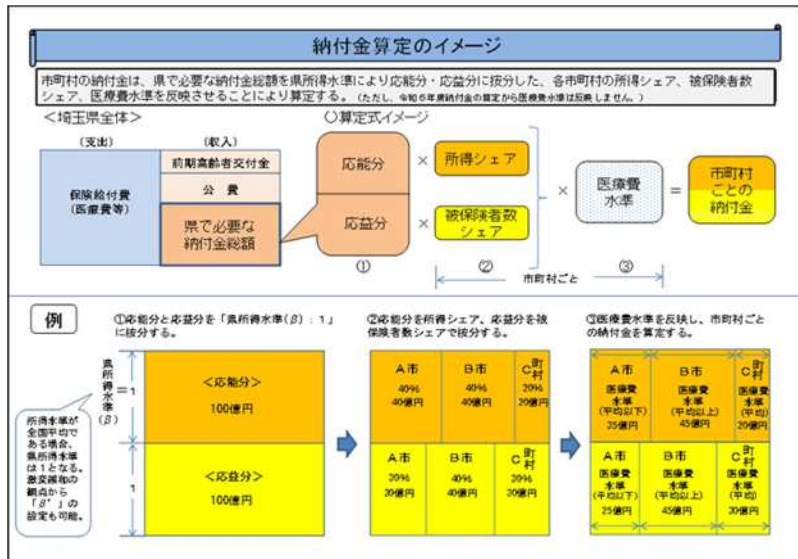 納付金算定のイメージ
市町村の納付金は、県で必要な納付金総額を県所得水準により応能分・応益分に按分した、各市町村の所得シェア、被保険者数
シェア、医療費水準を反映させることにより算定する。(ただし、令和6年度納付金の算定から医療費水準は反映しません。)
＜埼玉県全体＞
〇算定式イメージ
(支出)
(収入)
保険給付費
(医療費等)
前期高齢者交付金
公 費
県で必要な
納付金総額
応能分
×
所得シェア
応益分
×
被保険者数
シェア
×
医療費
水準
＝
市町村
ごとの
納付金
①
②
③
市町村ごと
例
①応能分と応益分を「県所得水準(β)：1」
に按分する。
県所得水準(β)
＝1
1
＜応能分＞
100億円
＜応益分＞
100億円
所得水準が
全国平均で
ある場合、
県所得水準
は1となる。
激変緩和の
観点から
「β'」の
設定も可能。
②応能分を所得シェア、応益分を被
保険者数シェアで按分する。
A市
40%
40億円
B市
40%
40億円
C町村
20%
20億円
A市
30%
30億円
B市
40%
40億円
C町村
30%
30億円
③医療費水準を反映し、市町村ごと
の納付金を算定する。
A市
医療費
水準
(平均以下)
35億円
B市
医療費
水準
(平均以上)
45億円
C町村
医療費
水準
(平均)
20億円
A市
医療費
水準
(平均以下)
25億円
B市
医療費
水準
(平均以上)
45億円
C町村
医療費
水準
(平均)
30億円